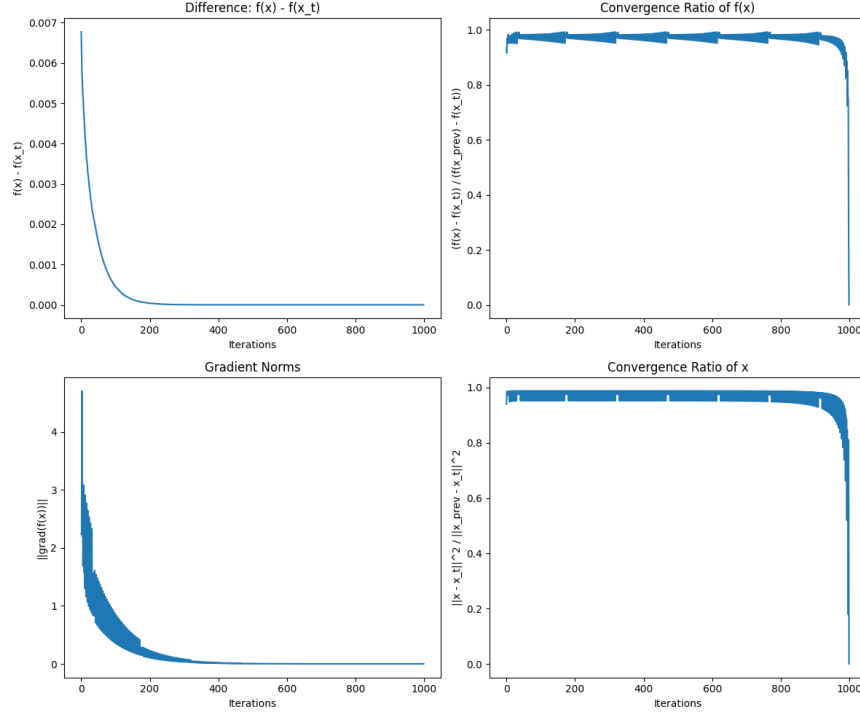 Difference: f(x) - f(x_t)
f(x) - f(x_t)
0.007
0.006
0.005
0.004
0.003
0.002
0.001
0.000
0 200 400 600 800 1000
Iterations
Convergence Ratio of f(x)
(f(x) - f(x_t)) / (f(x_prev) - f(x_t))
1.0
0.8
0.6
0.4
0.2
0.0
0 200 400 600 800 1000
Iterations
Gradient Norms
||grad(f(x))||
4
3
2
1
0
0 200 400 600 800 1000
Iterations
Convergence Ratio of x
||x - x_t||^2 / ||x_prev - x_t||^2
1.0
0.8
0.6
0.4
0.2
0.0
0 200 400 600 800 1000
Iterations